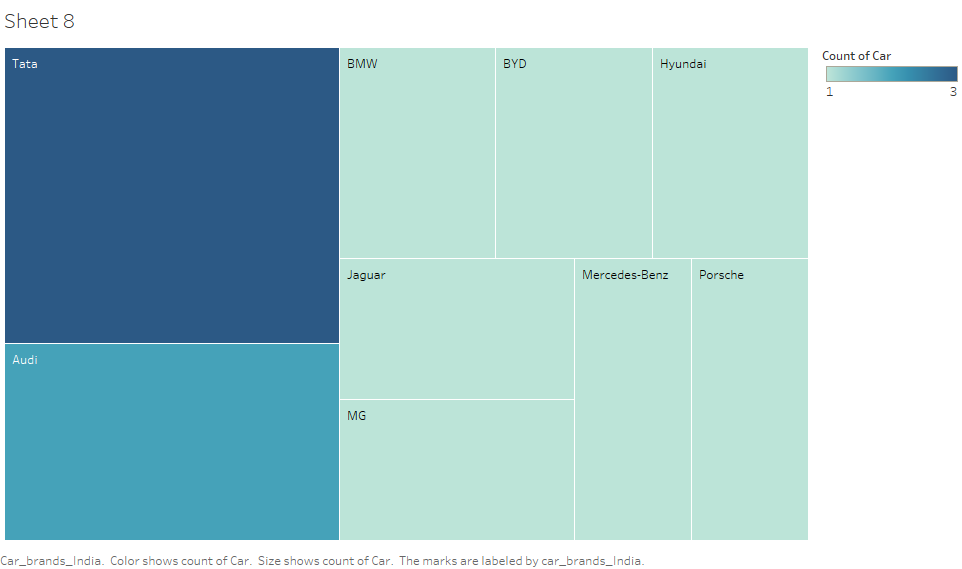 Sheet 8
Tata
BMW
BYD
Hyundai
Count of Car
1
3
Jaguar
Mercedes-Benz
Porsche
Audi
MG
Car_brands_India.  Color shows count of Car.  Size shows count of Car.  The marks are labeled by car_brands_India.